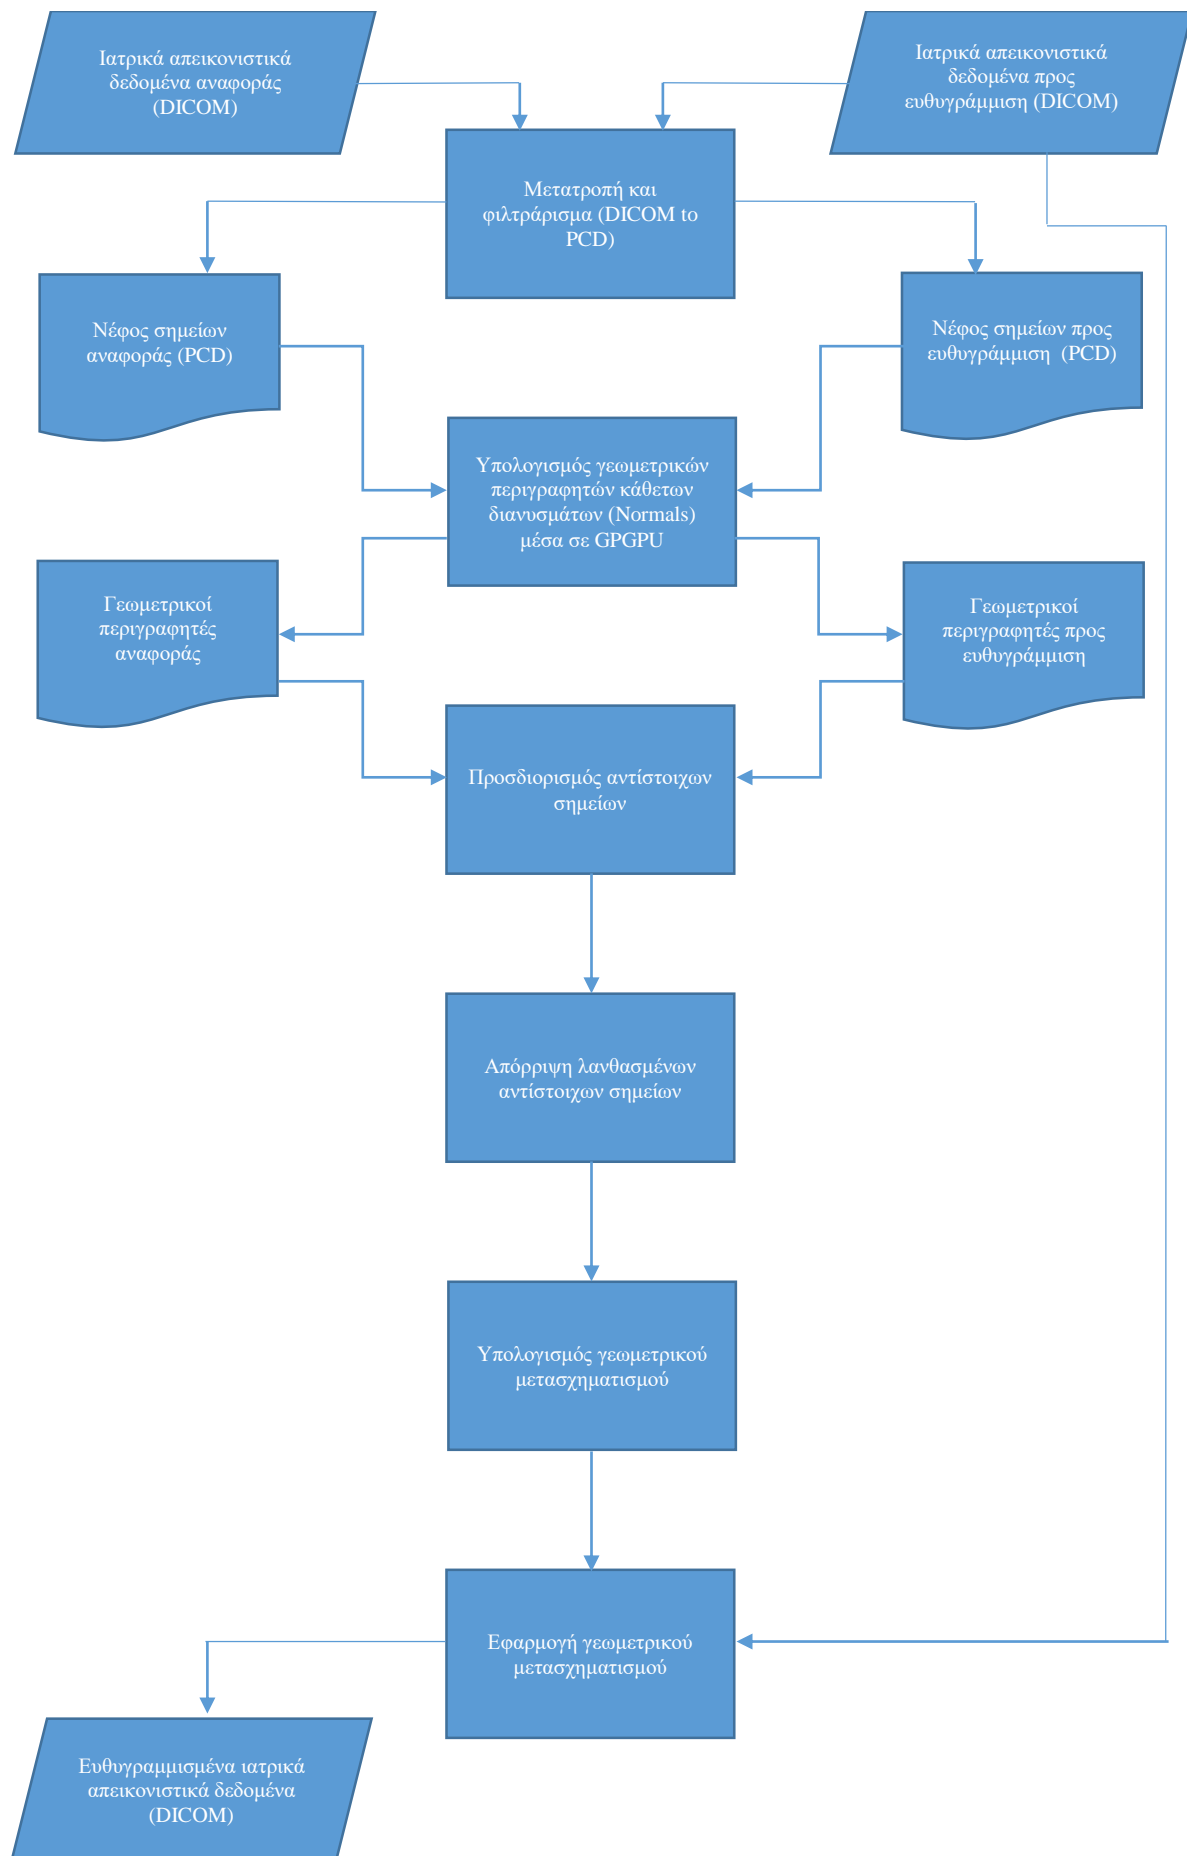 Ιατρικά απεικονιστικά
δεδομένα αναφοράς
(DICOM)
Ιατρικά απεικονιστικά
δεδομένα προς
ευθυγράμμιση (DICOM)
Μετατροπή και
φιλτράρισμα (DICOM to
PCD)
Νέφος σημείων
αναφοράς (PCD)
Νέφος σημείων προς
ευθυγράμμιση (PCD)
Υπολογισμός γεωμετρικών
περιγραφητών κάθετων
διανυσμάτων (Normals)
μέσα σε GPGPU
Γεωμετρικοί
περιγραφητές
αναφοράς
Γεωμετρικοί
περιγραφητές προς
ευθυγράμμιση
Προσδιορισμός αντίστοιχων
σημείων
Απόρριψη λανθασμένων
αντίστοιχων σημείων
Υπολογισμός γεωμετρικού
μετασχηματισμού
Εφαρμογή γεωμετρικού
μετασχηματισμού
Ευθυγραμμισμένα ιατρικά
απεικονιστικά δεδομένα
(DICOM)